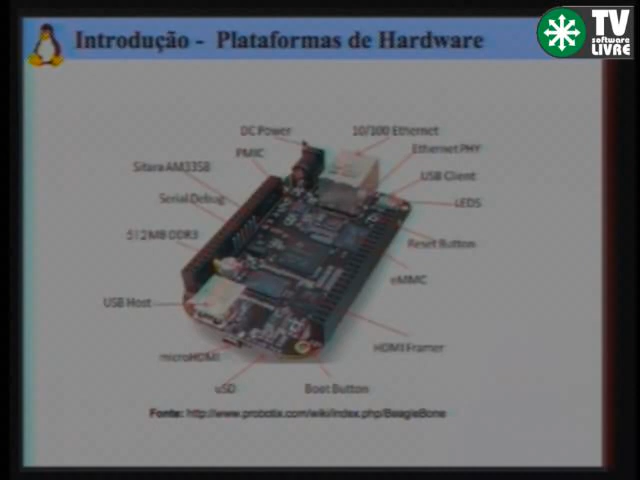 Introdução - Plataformas de Hardware
TV
software
LIVRE
DC Power
10/100 Ethernet
PMIC
Ethernet PHY
Sitara AM3358
USB Client
Serial Debug
LEDS
512MB DDR3
Reset Button
eMMC
USB Host
HDMI Framer
microHDMI
uSD
Boot Button
Fonte: http://www.probotix.com/wiki/index.php/BeagleBone